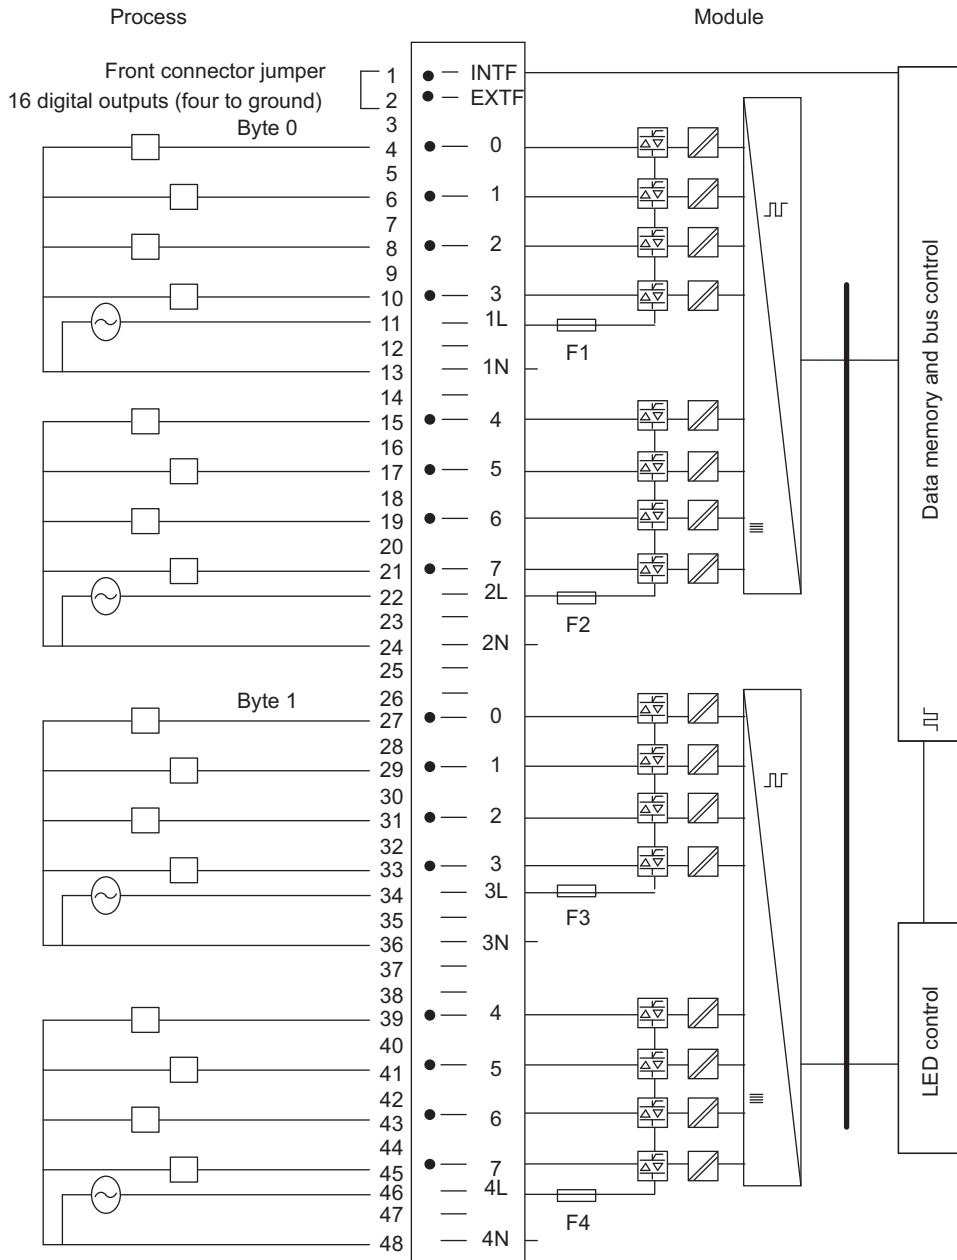 Process Module
Front connector jumper 1 INTF
16 digital outputs (four to ground) 2 EXTF
Byte 0 3
4 0
5
6 1
7
8 2
9
10 3
11 1L
F1
12
13 1N
14
15 4
16
17 5
18
19 6
20
21 7
22 2L
F2
23
24 2N
25
26
Byte 1
27 0
28
29 1
30
31 2
32
33 3
34 3L
F3
35
36 3N
37
38
39 4
40
41 5
42
43 6
44
45 7
46 4L
F4
47
48 4N
Data memory and bus control
LED control